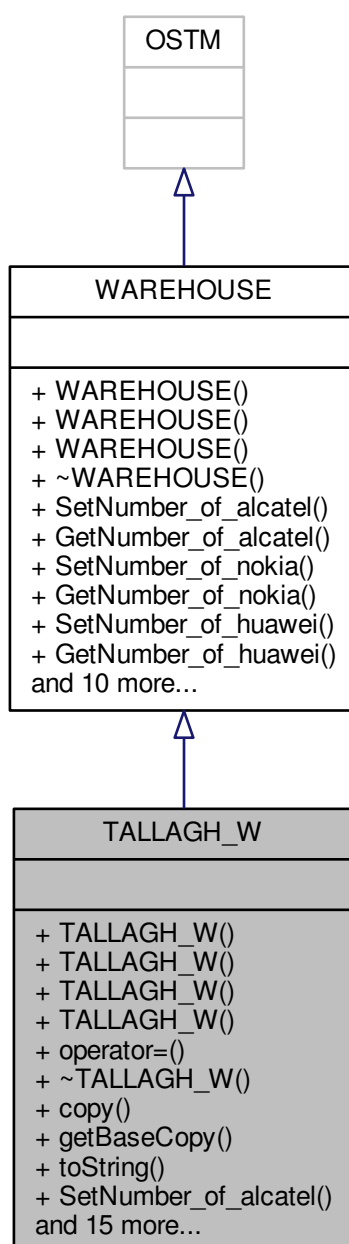 OSTM
WAREHOUSE
+ WAREHOUSE()
+ WAREHOUSE()
+ WAREHOUSE()
+ ~WAREHOUSE()
+ SetNumber_of_alcatel()
+ GetNumber_of_alcatel()
+ SetNumber_of_nokia()
+ GetNumber_of_nokia()
+ SetNumber_of_huawei()
+ GetNumber_of_huawei()
and 10 more...
TALLAGH_W
+ TALLAGH_W()
+ TALLAGH_W()
+ TALLAGH_W()
+ TALLAGH_W()
+ operator=()
+ ~TALLAGH_W()
+ copy()
+ getBaseCopy()
+ toString()
+ SetNumber_of_alcatel()
and 15 more...